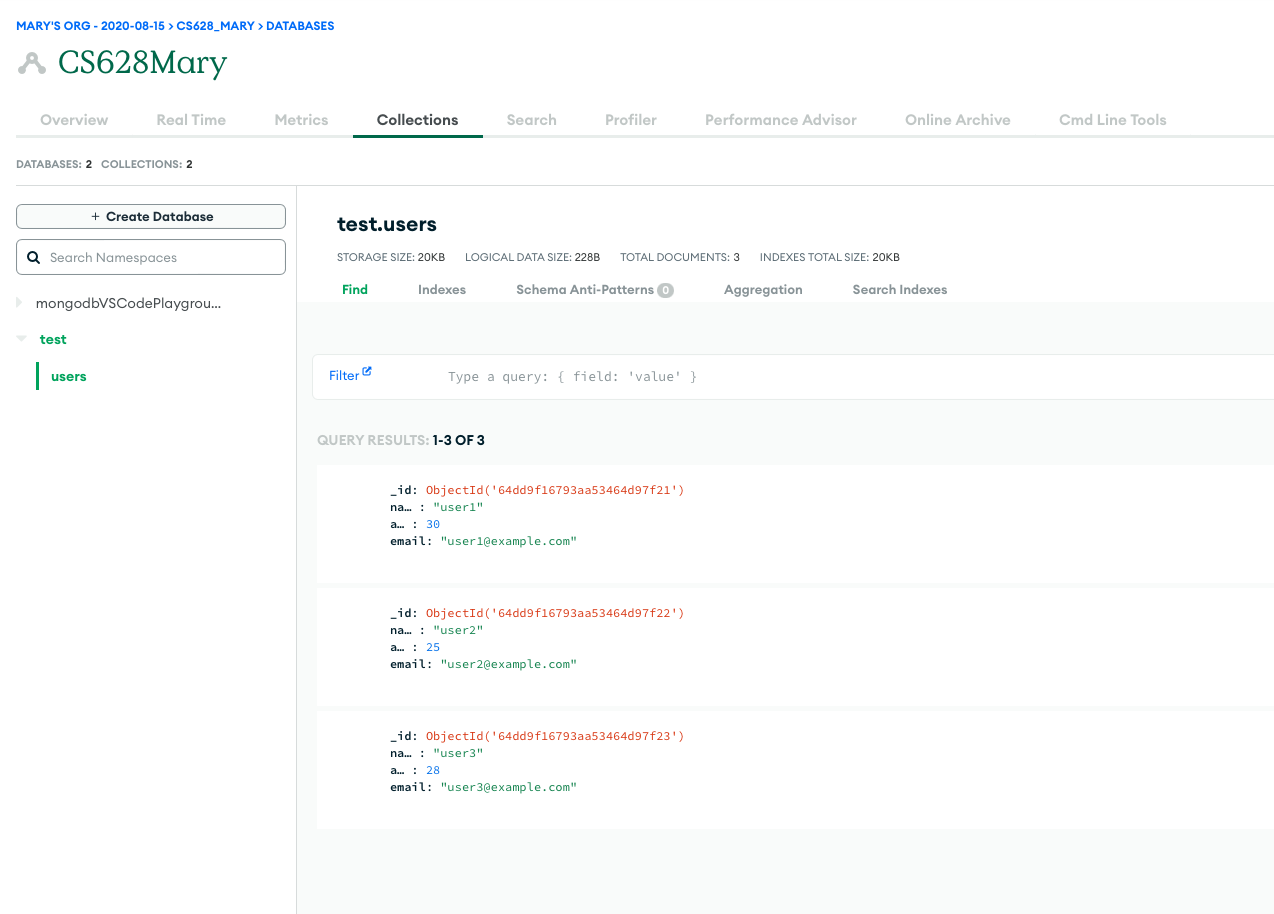 MARY'S ORG - 2020-08-15 > CS628_MARY > DATABASES
CS628Mary
Overview Real Time Metrics Collections Search Profiler Performance Advisor Online Archive Cmd Line Tools
DATABASES: 2 COLLECTIONS: 2
+ Create Database
Search Namespaces
mongodbVSCodePlaygrou...
test
users
test.users
STORAGE SIZE: 20KB LOGICAL DATA SIZE: 228B TOTAL DOCUMENTS: 3 INDEXES TOTAL SIZE: 20KB
Find Indexes Schema Anti-Patterns 0 Aggregation Search Indexes
Filter Type a query: { field: 'value' }
QUERY RESULTS: 1-3 OF 3
_id: ObjectId('64dd9f16793aa53464d97f21')
na… : "user1"
a… : 30
email: "user1@example.com"
_id: ObjectId('64dd9f16793aa53464d97f22')
na… : "user2"
a… : 25
email: "user2@example.com"
_id: ObjectId('64dd9f16793aa53464d97f23')
na… : "user3"
a… : 28
email: "user3@example.com"